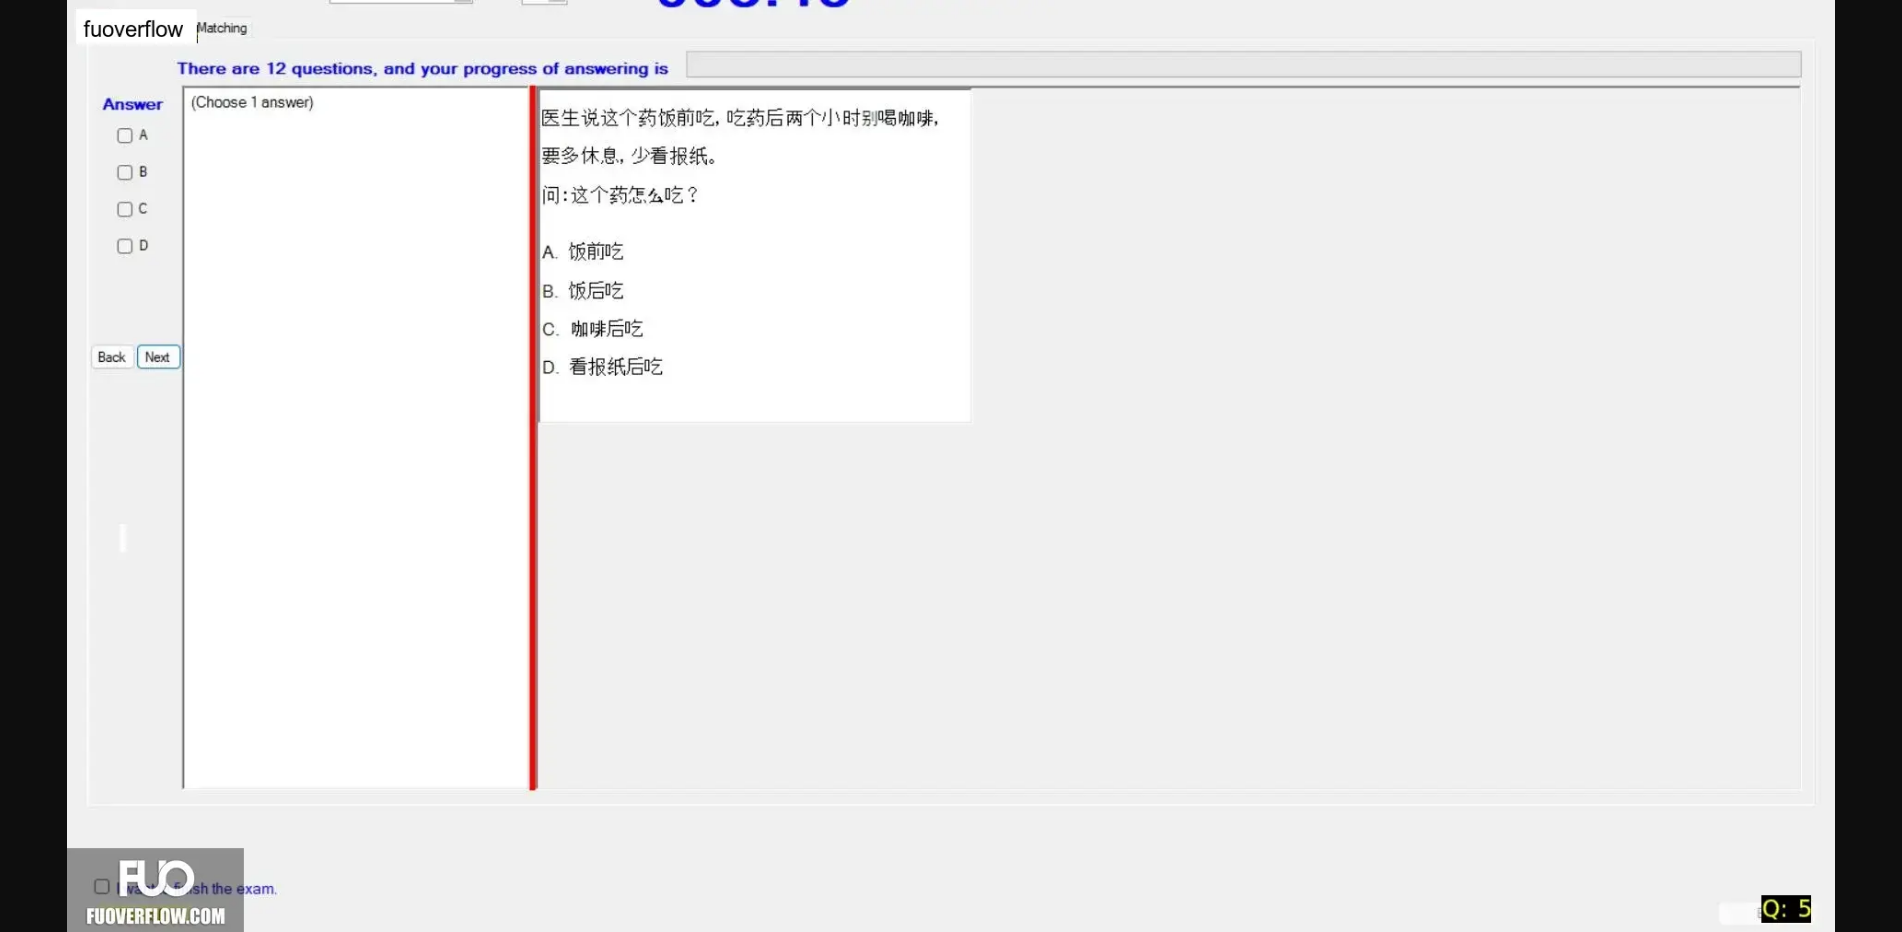 fuoverflow
Matching
There are 12 questions, and your progress of answering is
Answer
(Choose 1 answer)
A
B
C
D
Back
Next
医生说这个药饭前吃, 吃药后两个小时别喝咖啡,
要多休息, 少看报纸。
问:这个药怎么吃?
A. 饭前吃
B. 饭后吃
C. 咖啡后吃
D. 看报纸后吃
FUO
the exam.
FUOVERFLOW.COM
Q: 5